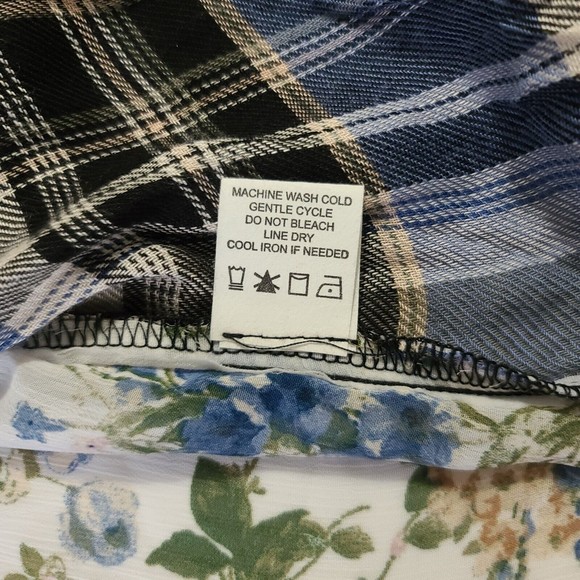 MACHINE WASH COLD
GENTLE CYCLE
DO NOT BLEACH
LINE DRY
COOL IRON IF NEEDED